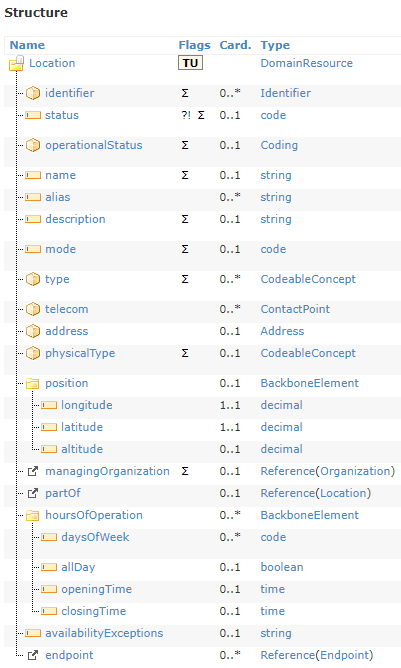 Structure
Name Flags Card. Type
Location TU DomainResource
identifier Σ 0..* Identifier
status ?! Σ 0..1 code
operationalStatus Σ 0..1 Coding
name Σ 0..1 string
alias 0..* string
description Σ 0..1 string
mode Σ 0..1 code
type Σ 0..* CodeableConcept
telecom 0..* ContactPoint
address 0..1 Address
physicalType Σ 0..1 CodeableConcept
position 0..1 BackboneElement
longitude 1..1 decimal
latitude 1..1 decimal
altitude 0..1 decimal
managingOrganization Σ 0..1 Reference(Organization)
partOf 0..1 Reference(Location)
hoursOfOperation 0..* BackboneElement
daysOfWeek 0..* code
allDay 0..1 boolean
openingTime 0..1 time
closingTime 0..1 time
availabilityExceptions 0..1 string
endpoint 0..* Reference(Endpoint)